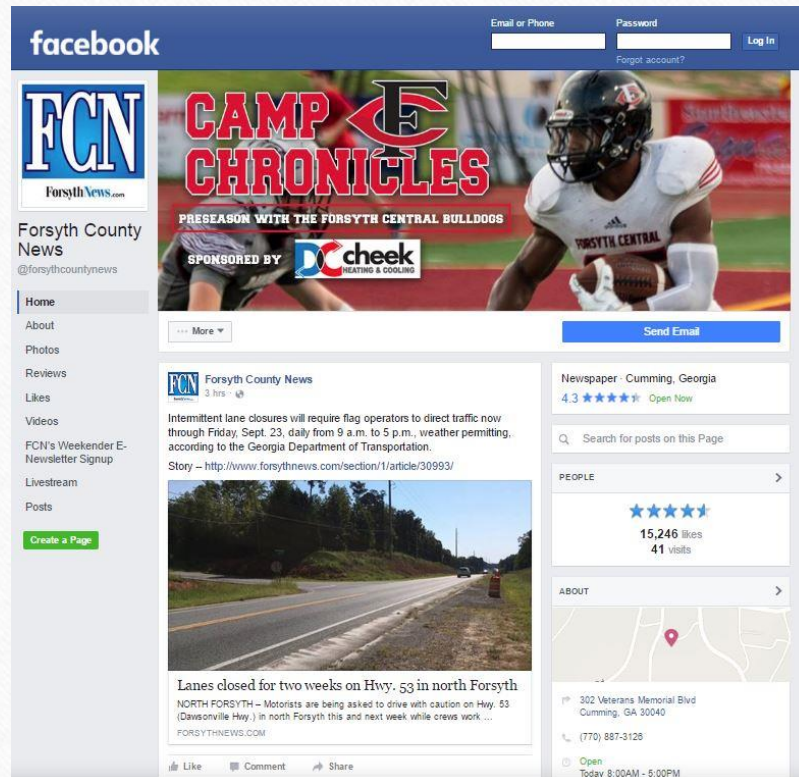 facebook
Email or Phone
Password
Log In
Forgot account?
FCN
ForsythNews.com
Forsyth County
News
@forsythcountynews
Home
About
Photos
Reviews
Likes
Videos
FCN's Weekender E-
Newsletter Signup
Livestream
Posts
Create a Page
CAMP
CHRONICLES
PRESEASON WITH THE FORSYTH CENTRAL BULLDOGS
SPONSORED BY
DC cheek
HEATING & COOLING
FORSYTH CENTRAL
··· More
Send Email
FCN
Forsyth County News
3 hrs ·
Intermittent lane closures will require flag operators to direct traffic now
through Friday, Sept. 23, daily from 9 a.m. to 5 p.m., weather permitting,
according to the Georgia Department of Transportation.
Story – http://www.forsythnews.com/section/1/article/30993/
Lanes closed for two weeks on Hwy. 53 in north Forsyth
NORTH FORSYTH – Motorists are being asked to drive with caution on Hwy. 53
(Dawsonville Hwy.) in north Forsyth this and next week while crews work ...
FORSYTHNEWS.COM
Like
Comment
Share
Newspaper · Cumming, Georgia
4.3
Open Now
Search for posts on this Page
PEOPLE
15,246 likes
41 visits
ABOUT
302 Veterans Memorial Blvd
Cumming, GA 30040
(770) 887-3126
Open
Today 8:00AM - 5:00PM